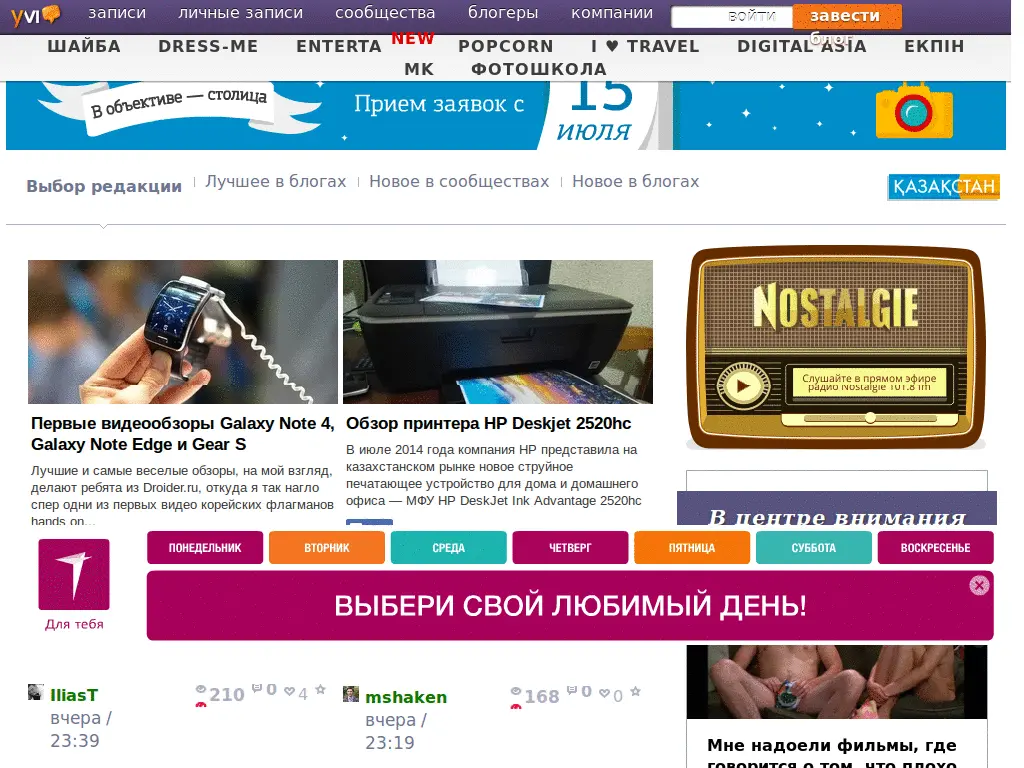 yvi
записи личные записи сообщества блогеры компании
войти
завести
блог
ШАЙБА DRESS-ME ENTERTA NEW POPCORN I ♥ TRAVEL DIGITAL ASIA ЕКПІН
МК ФОТОШКОЛА
В объективе — столица
Прием заявок с
15
июля
Выбор редакции
Лучшее в блогах
Новое в сообществах
Новое в блогах
ҚАЗАҚСТАН
NOSTALGIE
Слушайте в прямом эфире
радио Nostalgie 101.8 fm
Первые видеообзоры Galaxy Note 4,
Galaxy Note Edge и Gear S
Лучшие и самые веселые обзоры, на мой взгляд,
делают ребята из Droider.ru, откуда я так нагло
спер одни из первых видео корейских флагманов
hands on...
Обзор принтера HP Deskjet 2520hc
В июле 2014 года компания HP представила на
казахстанском рынке новое струйное
печатающее устройство для дома и домашнего
офиса — МФУ HP DeskJet Ink Advantage 2520hc
В центре внимания
Для тебя
ПОНЕДЕЛЬНИК ВТОРНИК СРЕДА ЧЕТВЕРГ ПЯТНИЦА СУББОТА ВОСКРЕСЕНЬЕ
ВЫБЕРИ СВОЙ ЛЮБИМЫЙ ДЕНЬ!
IliasT
вчера /
23:39
210 0 4
mshaken
вчера /
23:19
168 0 0
Мне надоели фильмы, где
говорится о том, что плохо